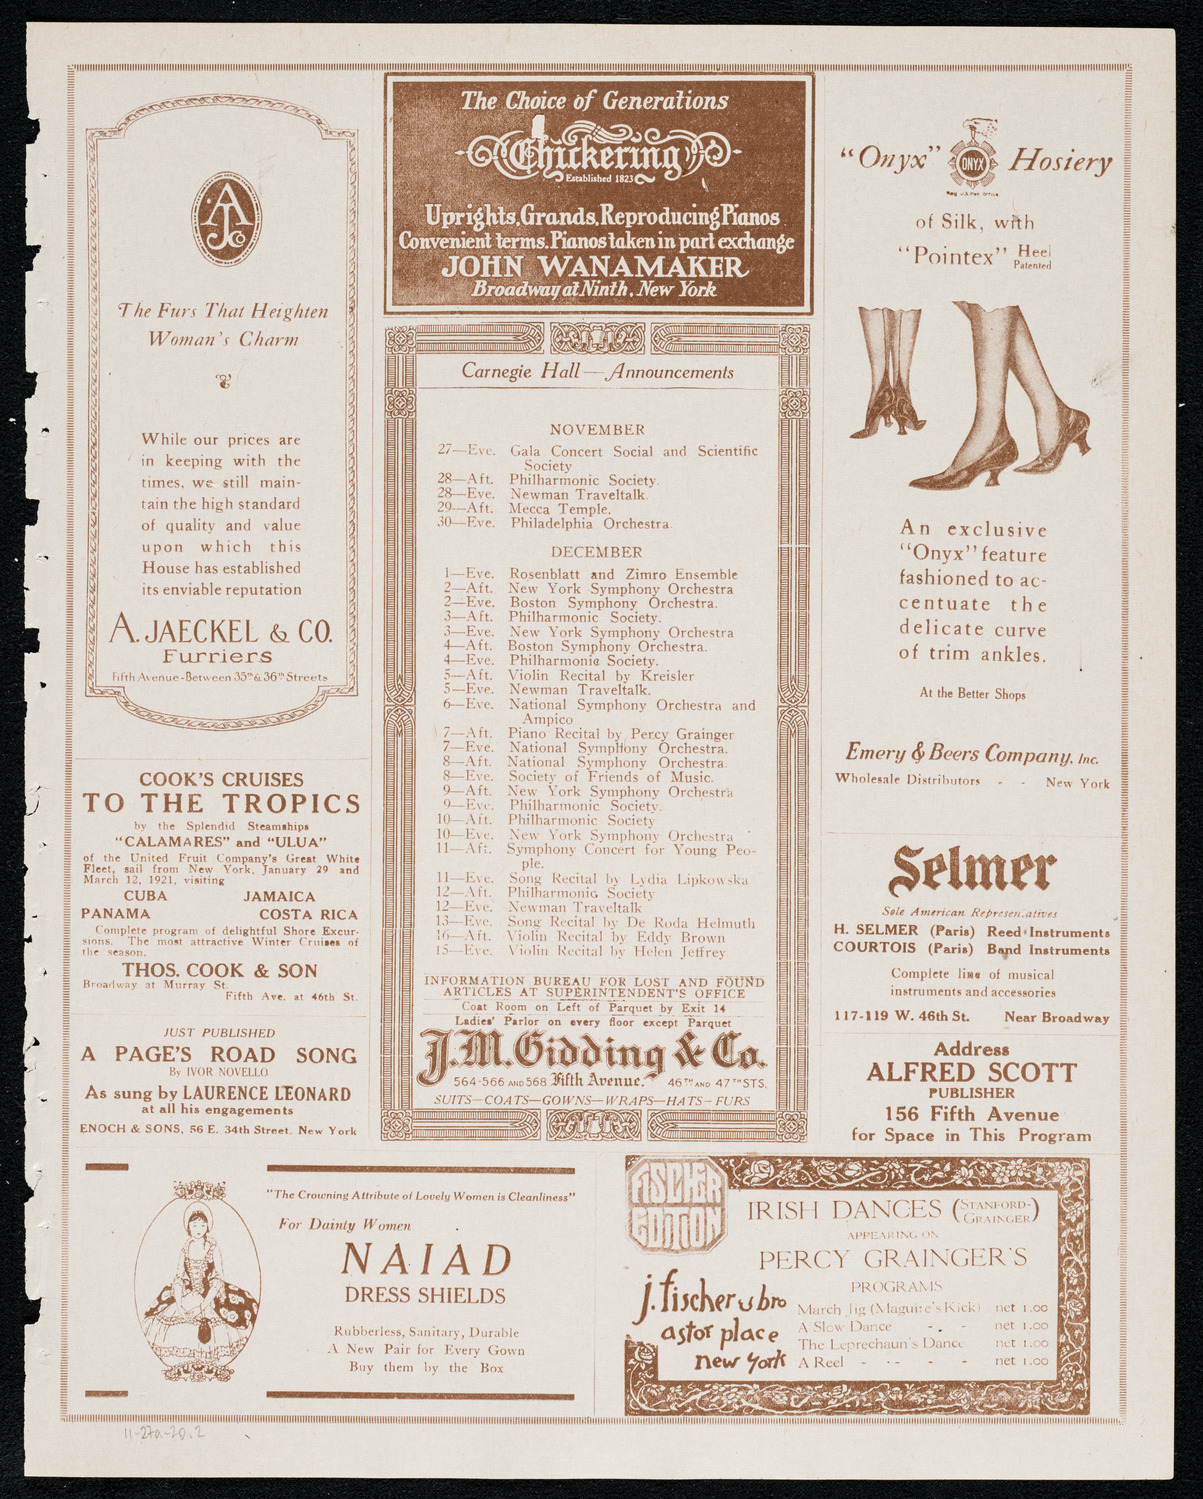 AJCo
The Furs That Heighten
Woman's Charm
While our prices are
in keeping with the
times, we still main-
tain the high standard
of quality and value
upon which this
House has established
its enviable reputation
A. JAECKEL & CO.
Furriers
Fifth Avenue-Between 35th & 36th Streets
COOK'S CRUISES
TO THE TROPICS
by the Splendid Steamships
"CALAMARES" and "ULUA"
of the United Fruit Company's Great White
Fleet, sail from New York, January 29 and
March 12, 1921, visiting
CUBA JAMAICA
PANAMA COSTA RICA
Complete program of delightful Shore Excur-
sions. The most attractive Winter Cruises of
the season.
THOS. COOK & SON
Broadway at Murray St.
Fifth Ave. at 46th St.
JUST PUBLISHED
A PAGE'S ROAD SONG
By IVOR NOVELLO
As sung by LAURENCE LEONARD
at all his engagements
ENOCH & SONS, 56 E. 34th Street, New York
The Choice of Generations
Chickering
Established 1823
Uprights, Grands, Reproducing Pianos
Convenient terms. Pianos taken in part exchange
JOHN WANAMAKER
Broadway at Ninth, New York
Carnegie Hall—Announcements
NOVEMBER
27—Eve. Gala Concert Social and Scientific
Society
28—Aft. Philharmonic Society.
28—Eve. Newman Traveltalk.
29—Aft. Mecca Temple.
30—Eve. Philadelphia Orchestra.
DECEMBER
1—Eve. Rosenblatt and Zimro Ensemble
2—Aft. New York Symphony Orchestra
2—Eve. Boston Symphony Orchestra.
3—Aft. Philharmonic Society.
3—Eve. New York Symphony Orchestra
4—Aft. Boston Symphony Orchestra.
4—Eve. Philharmonic Society.
5—Aft. Violin Recital by Kreisler
5—Eve. Newman Traveltalk.
6—Eve. National Symphony Orchestra and
Ampico
7—Aft. Piano Recital by Percy Grainger
7—Eve. National Symphony Orchestra.
8—Aft. National Symphony Orchestra.
8—Eve. Society of Friends of Music.
9—Aft. New York Symphony Orchestra
9—Eve. Philharmonic Society.
10—Aft. Philharmonic Society
10—Eve. New York Symphony Orchestra
11—Aft. Symphony Concert for Young Peo-
ple.
11—Eve. Song Recital by Lydia Lipkowska
12—Aft. Philharmonic Society
12—Eve. Newman Traveltalk
13—Eve. Song Recital by De Roda Helmuth
16—Aft. Violin Recital by Eddy Brown
15—Eve. Violin Recital by Helen Jeffrey
INFORMATION BUREAU FOR LOST AND FOUND
ARTICLES AT SUPERINTENDENT'S OFFICE
Coat Room on Left of Parquet by Exit 14
Ladies' Parlor on every floor except Parquet
J.M. Gidding & Co.
564-566 AND 568 Fifth Avenue. 46TH AND 47TH STS.
SUITS—COATS—GOWNS—WRAPS—HATS—FURS
"Onyx" ONYX Hosiery
REG. U.S. PAT. OFFICE
of Silk, with
"Pointex" Heel
Patented
An exclusive
"Onyx" feature
fashioned to ac-
centuate the
delicate curve
of trim ankles.
At the Better Shops
Emery & Beers Company, Inc.
Wholesale Distributors - - New York
Selmer
Sole American Representatives
H. SELMER (Paris) Reed Instruments
COURTOIS (Paris) Band Instruments
Complete line of musical
instruments and accessories
117-119 W. 46th St. Near Broadway
Address
ALFRED SCOTT
PUBLISHER
156 Fifth Avenue
for Space in This Program
"The Crowning Attribute of Lovely Women is Cleanliness"
For Dainty Women
NAIAD
DRESS SHIELDS
Rubberless, Sanitary, Durable
A New Pair for Every Gown
Buy them by the Box
FISCHER
EDITION
j. fischer & bro
astor place
new york
IRISH DANCES (STANFORD-
GRAINGER)
APPEARING ON
PERCY GRAINGER'S
PROGRAMS
March Jig (Maguire's Kick) net 1.00
A Slow Dance - - net 1.00
The Leprechaun's Dance net 1.00
A Reel - - - - net 1.00
11-27a-20.2